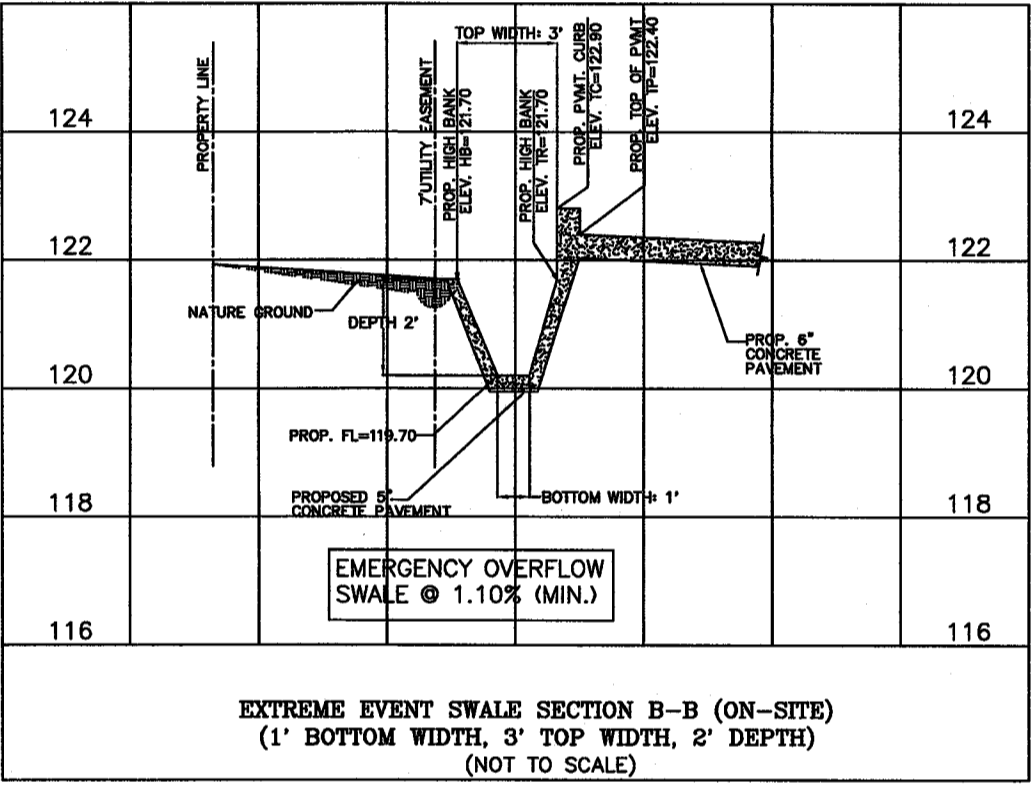 TOP WIDTH: 3'
PROPERTY LINE
7'UTILITY EASEMENT
PROP. HIGH BANK
ELEV. HB=121.70
PROP. HIGH BANK
ELEV. TR=121.70
PROP. PVMT. CURB
ELEV. TC=122.90
PROP. TOP OF PVMT
ELEV. TP=122.40
124
124
122
122
NATURE GROUND
DEPTH 2'
PROP. 6"
CONCRETE
PAVEMENT
120
120
PROP. FL=119.70
PROPOSED 5"
CONCRETE PAVEMENT
BOTTOM WIDTH: 1'
118
118
EMERGENCY OVERFLOW
SWALE @ 1.10% (MIN.)
116
116
EXTREME EVENT SWALE SECTION B-B (ON-SITE)
(1' BOTTOM WIDTH, 3' TOP WIDTH, 2' DEPTH)
(NOT TO SCALE)